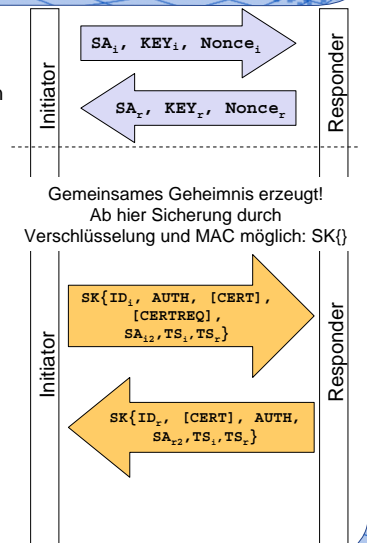 n
Initiator
SAᵢ, KEYᵢ, Nonceᵢ
SAᵣ, KEYᵣ, Nonceᵣ
Responder
Gemeinsames Geheimnis erzeugt!
Ab hier Sicherung durch
Verschlüsselung und MAC möglich: SK{}
Initiator
SK{IDᵢ, AUTH, [CERT],
[CERTREQ],
SAᵢ₂,TSᵢ,TSᵣ}
SK{IDᵣ, [CERT], AUTH,
SAᵣ₂,TSᵢ,TSᵣ}
Responder